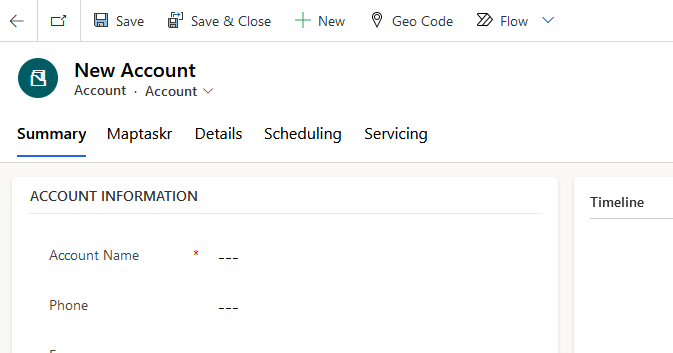 Save Save & Close New Geo Code Flow
New Account
Account · Account
Summary Maptaskr Details Scheduling Servicing
ACCOUNT INFORMATION
Timeline
Account Name * ---
Phone ---